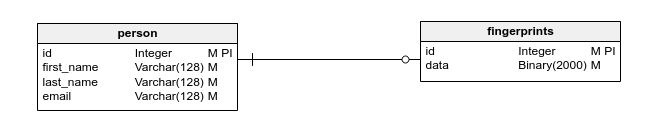 person
id Integer M PI
first_name Varchar(128) M
last_name Varchar(128) M
email Varchar(128) M
fingerprints
id Integer M PI
data Binary(2000) M